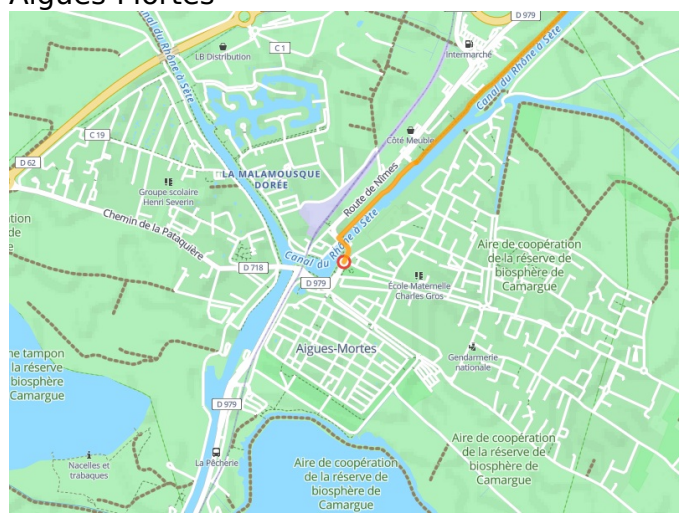 Aigues-Mortes
D 979
LB Distribution
C 1
Intermarché
Canal du Rhône à Sète
Canal du Rhône à Sète
Côté Meuble
C 19
D 62
LA MALAMOUSQUE
DORÉE
Groupe scolaire
Henri Severin
Route de Nîmes
Chemin de la Pataquière
Canal du Rhône à Sète
Aire de coopération
de la réserve de
biosphère de
Camargue
D 718
D 979
École Maternelle
Charles Gros
Aigues-Mortes
Gendarmerie
nationale
ne tampon
la réserve
biosphère
Camargue
D 979
Nacelles et
trabaques
La Pêcherie
Aire de coopération
de la réserve de
biosphère de
Camargue
Aire de coopération
de la réserve de
biosphère de
Camargue